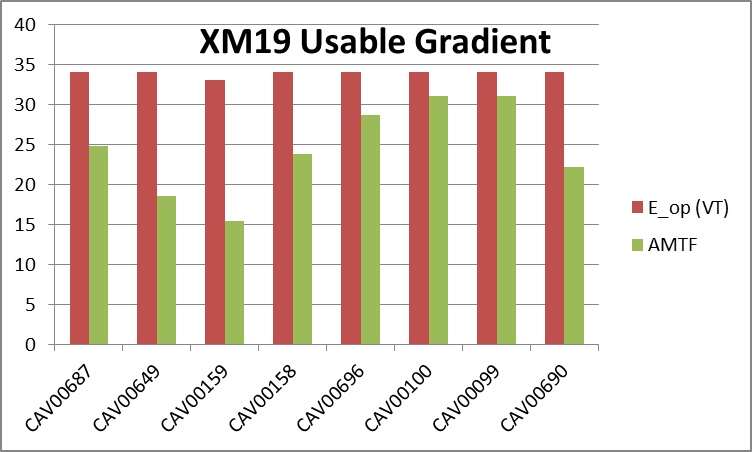 XM19 Usable Gradient
40
35
30
25
20
15
10
5
0
E_op (VT)
AMTF
CAV00687
CAV00649
CAV00159
CAV00158
CAV00696
CAV00100
CAV00099
CAV00690